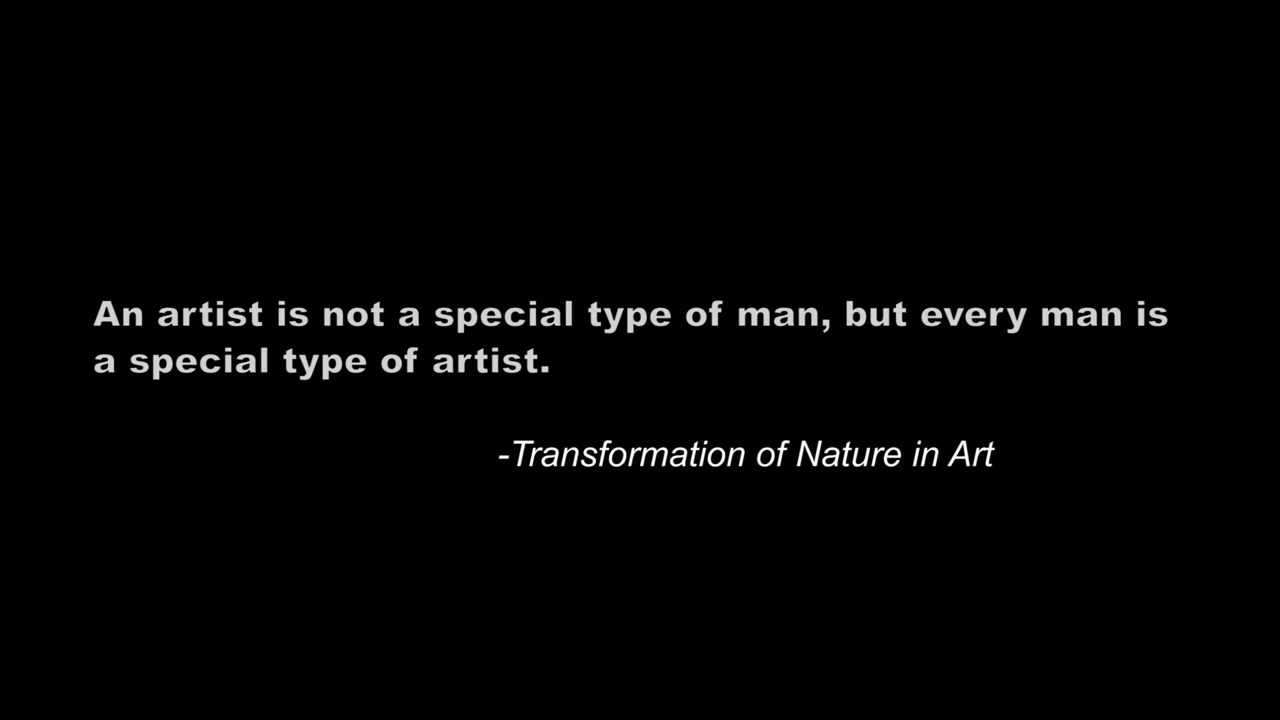 An artist is not a special type of man, but every man is
a special type of artist.
-Transformation of Nature in Art